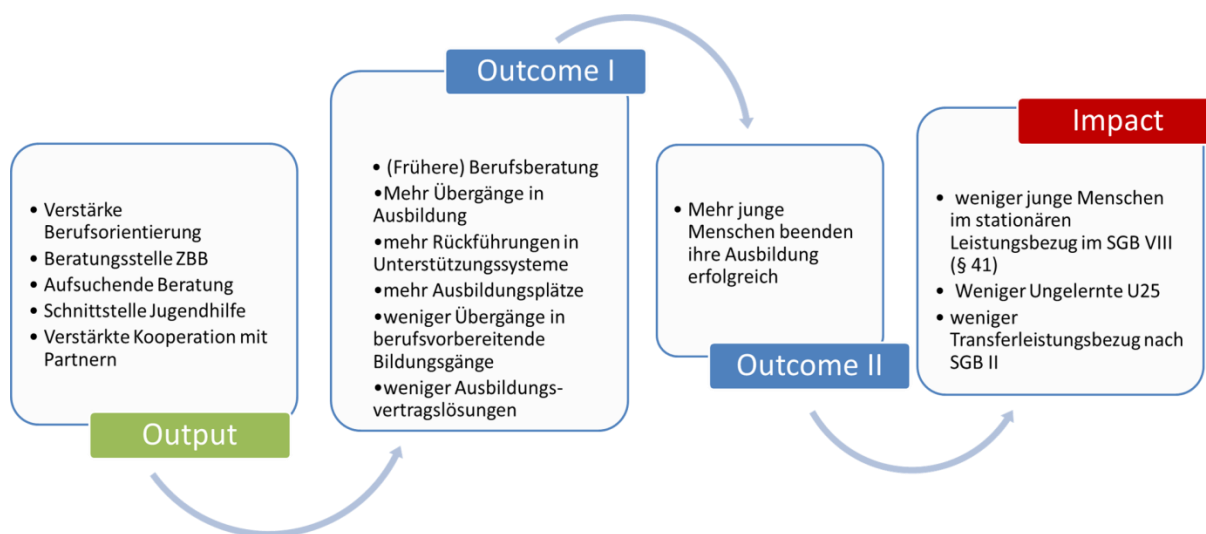 • Verstärke
Berufsorientierung
• Beratungsstelle ZBB
• Aufsuchende Beratung
• Schnittstelle Jugendhilfe
• Verstärkte Kooperation mit
Partnern
Output
Outcome I
• (Frühere) Berufsberatung
•Mehr Übergänge in
Ausbildung
•mehr Rückführungen in
Unterstützungssysteme
•mehr Ausbildungsplätze
•weniger Übergänge in
berufsvorbereitende
Bildungsgänge
•weniger Ausbildungs-
vertragslösungen
• Mehr junge
Menschen beenden
ihre Ausbildung
erfolgreich
Outcome II
Impact
• weniger junge Menschen
im stationären
Leistungsbezug im SGB VIII
(§ 41)
• Weniger Ungelernte U25
• weniger
Transferleistungsbezug nach
SGB II